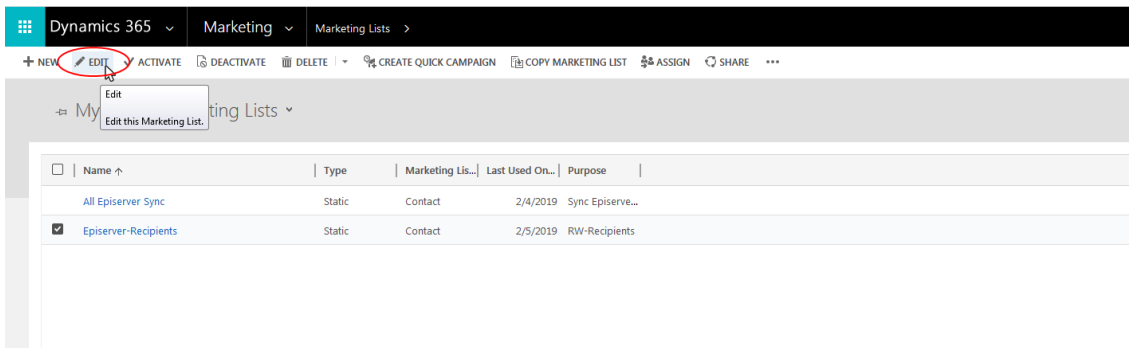 Dynamics 365 Marketing Marketing Lists
NEW EDIT ACTIVATE DEACTIVATE DELETE CREATE QUICK CAMPAIGN COPY MARKETING LIST ASSIGN SHARE •••
My ting Lists
Edit
Edit this Marketing List.
Name Type Marketing Lis... Last Used On... Purpose
All Episerver Sync Static Contact 2/4/2019 Sync Episerve...
Episerver-Recipients Static Contact 2/5/2019 RW-Recipients